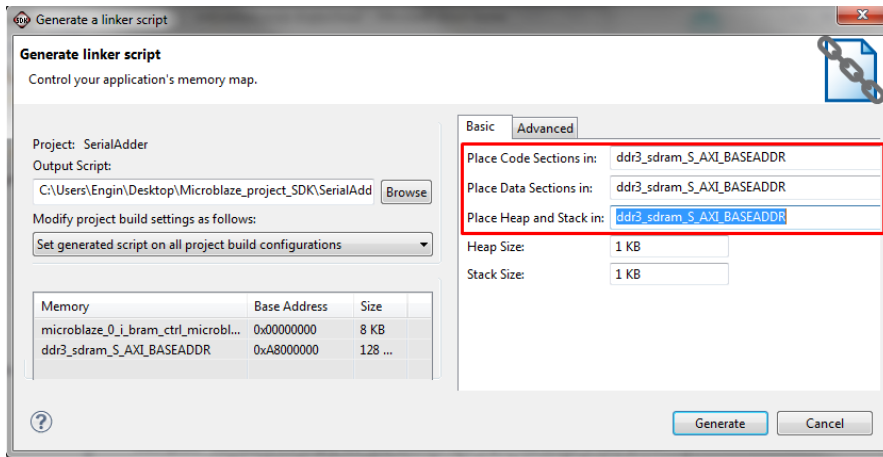 SDK Generate a linker script
Generate linker script
Control your application's memory map.
Project: SerialAdder
Output Script:
C:\Users\Engin\Desktop\Microblaze_project_SDK\SerialAdd Browse
Modify project build settings as follows:
Set generated script on all project build configurations
Memory Base Address Size
microblaze_0_i_bram_ctrl_microbl... 0x00000000 8 KB
ddr3_sdram_S_AXI_BASEADDR 0xA8000000 128 ...
Basic Advanced
Place Code Sections in: ddr3_sdram_S_AXI_BASEADDR
Place Data Sections in: ddr3_sdram_S_AXI_BASEADDR
Place Heap and Stack in: ddr3_sdram_S_AXI_BASEADDR
Heap Size: 1 KB
Stack Size: 1 KB
? Generate Cancel